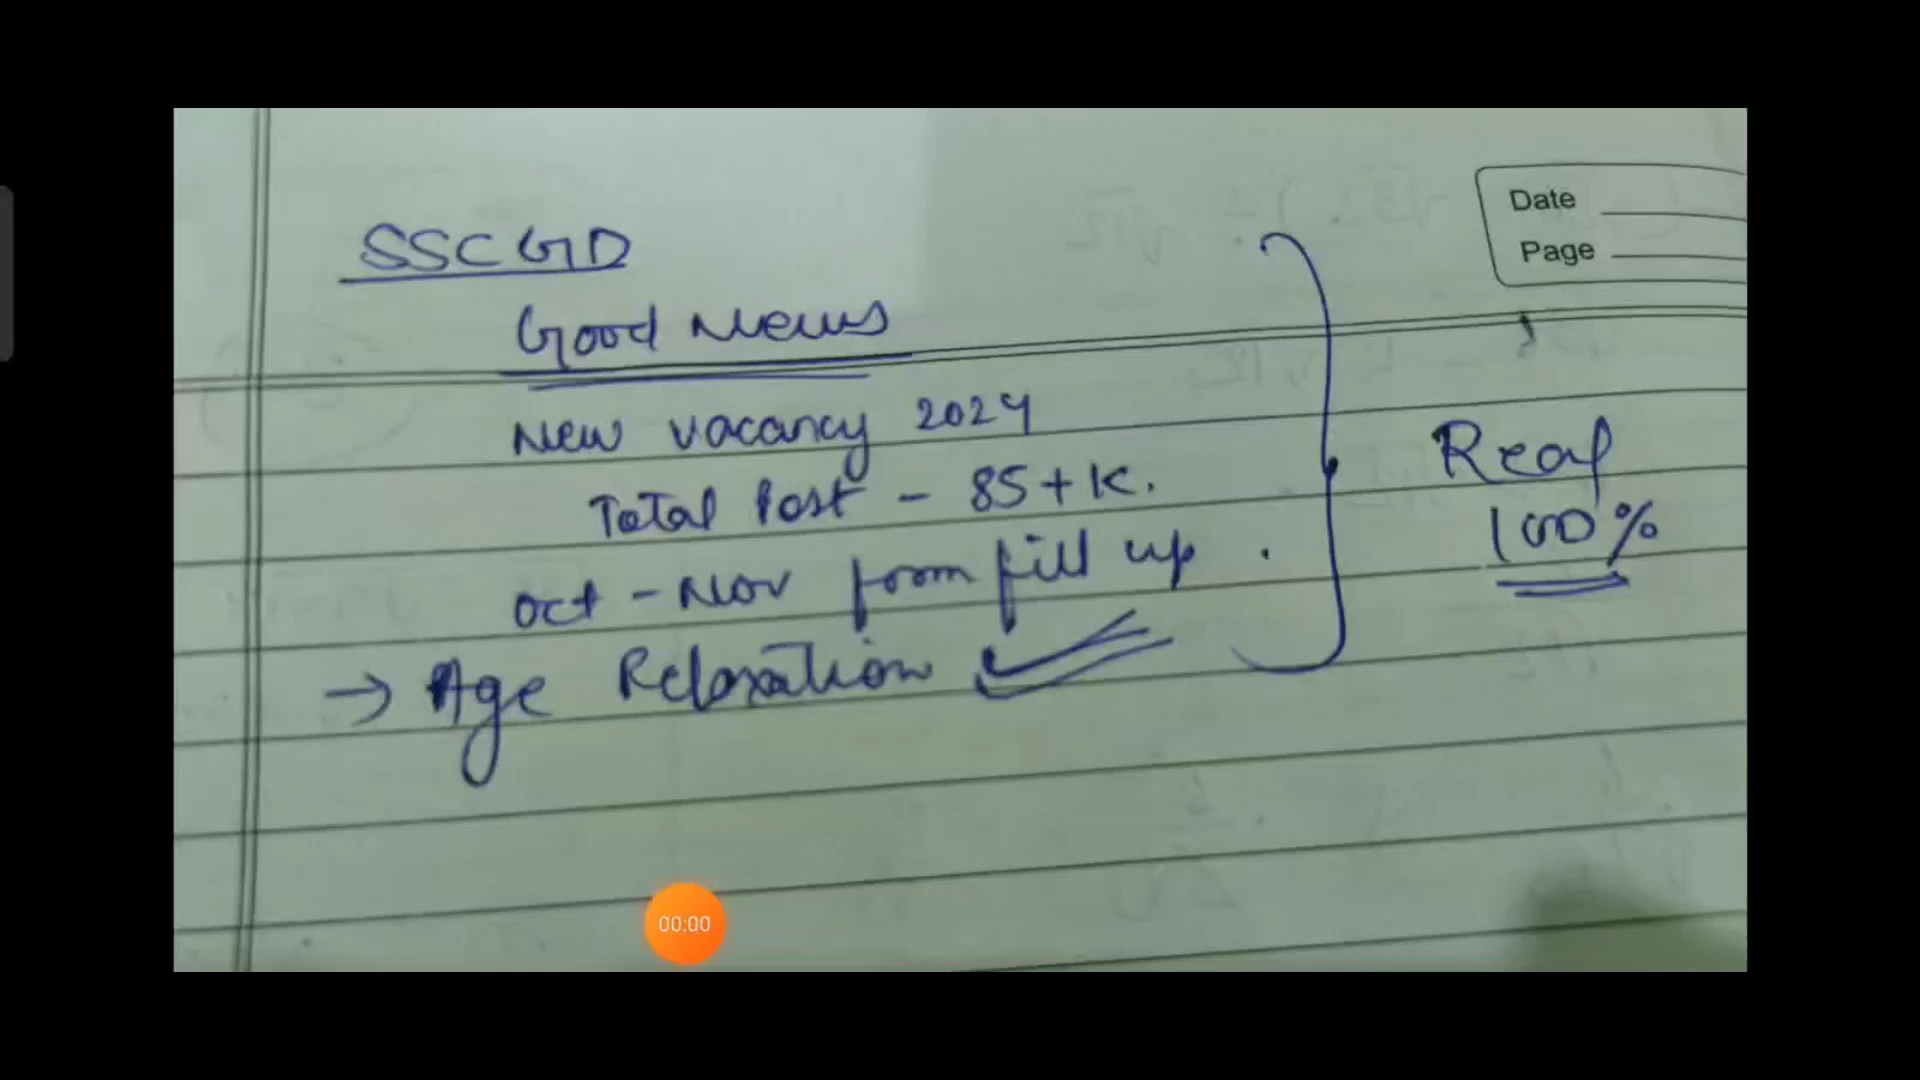 SSC GD
Good News
New vacancy 2024
Total Post - 85+K.
Oct - Nov form fill up.
→ Age Relaxation
Real
100%
Date
Page
00:00